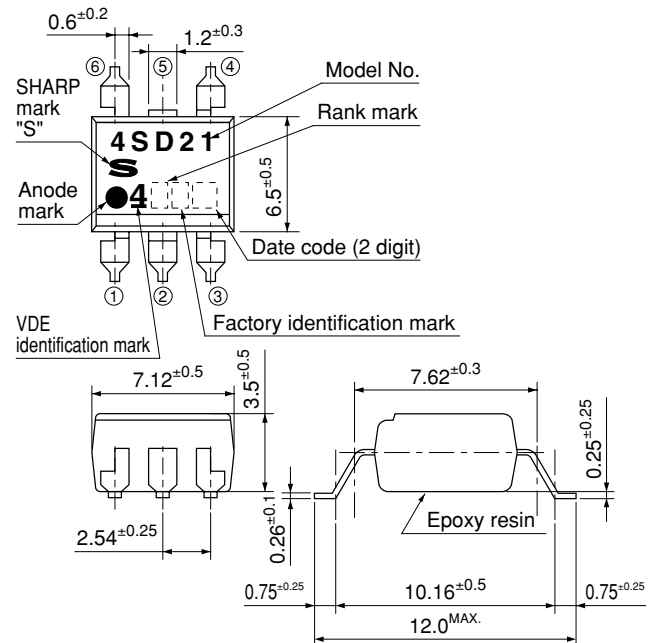 0.6±0.2
1.2±0.3
⑥
⑤
④
Model No.
SHARP
mark
"S"
Rank mark
4SD21
S
6.5±0.5
Anode
mark
4
Date code (2 digit)
①
②
③
VDE
identification mark
Factory identification mark
7.12±0.5
3.5±0.5
7.62±0.3
0.25±0.25
0.26±0.1
2.54±0.25
Epoxy resin
0.75±0.25
10.16±0.5
0.75±0.25
12.0MAX.